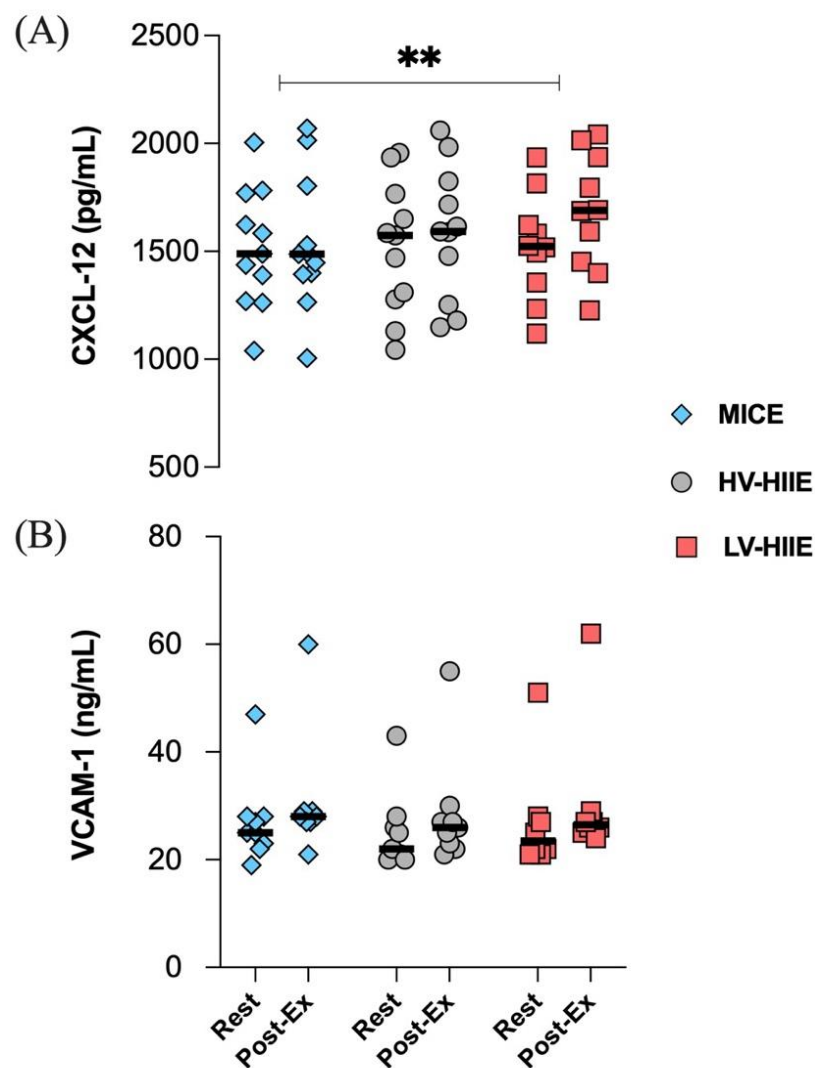 (A)
CXCL-12 (pg/mL)
2500
2000
1500
1000
500
**
MICE
HV-HIIE
LV-HIIE
(B)
VCAM-1 (ng/mL)
80
60
40
20
0
Rest
Post-Ex
Rest
Post-Ex
Rest
Post-Ex